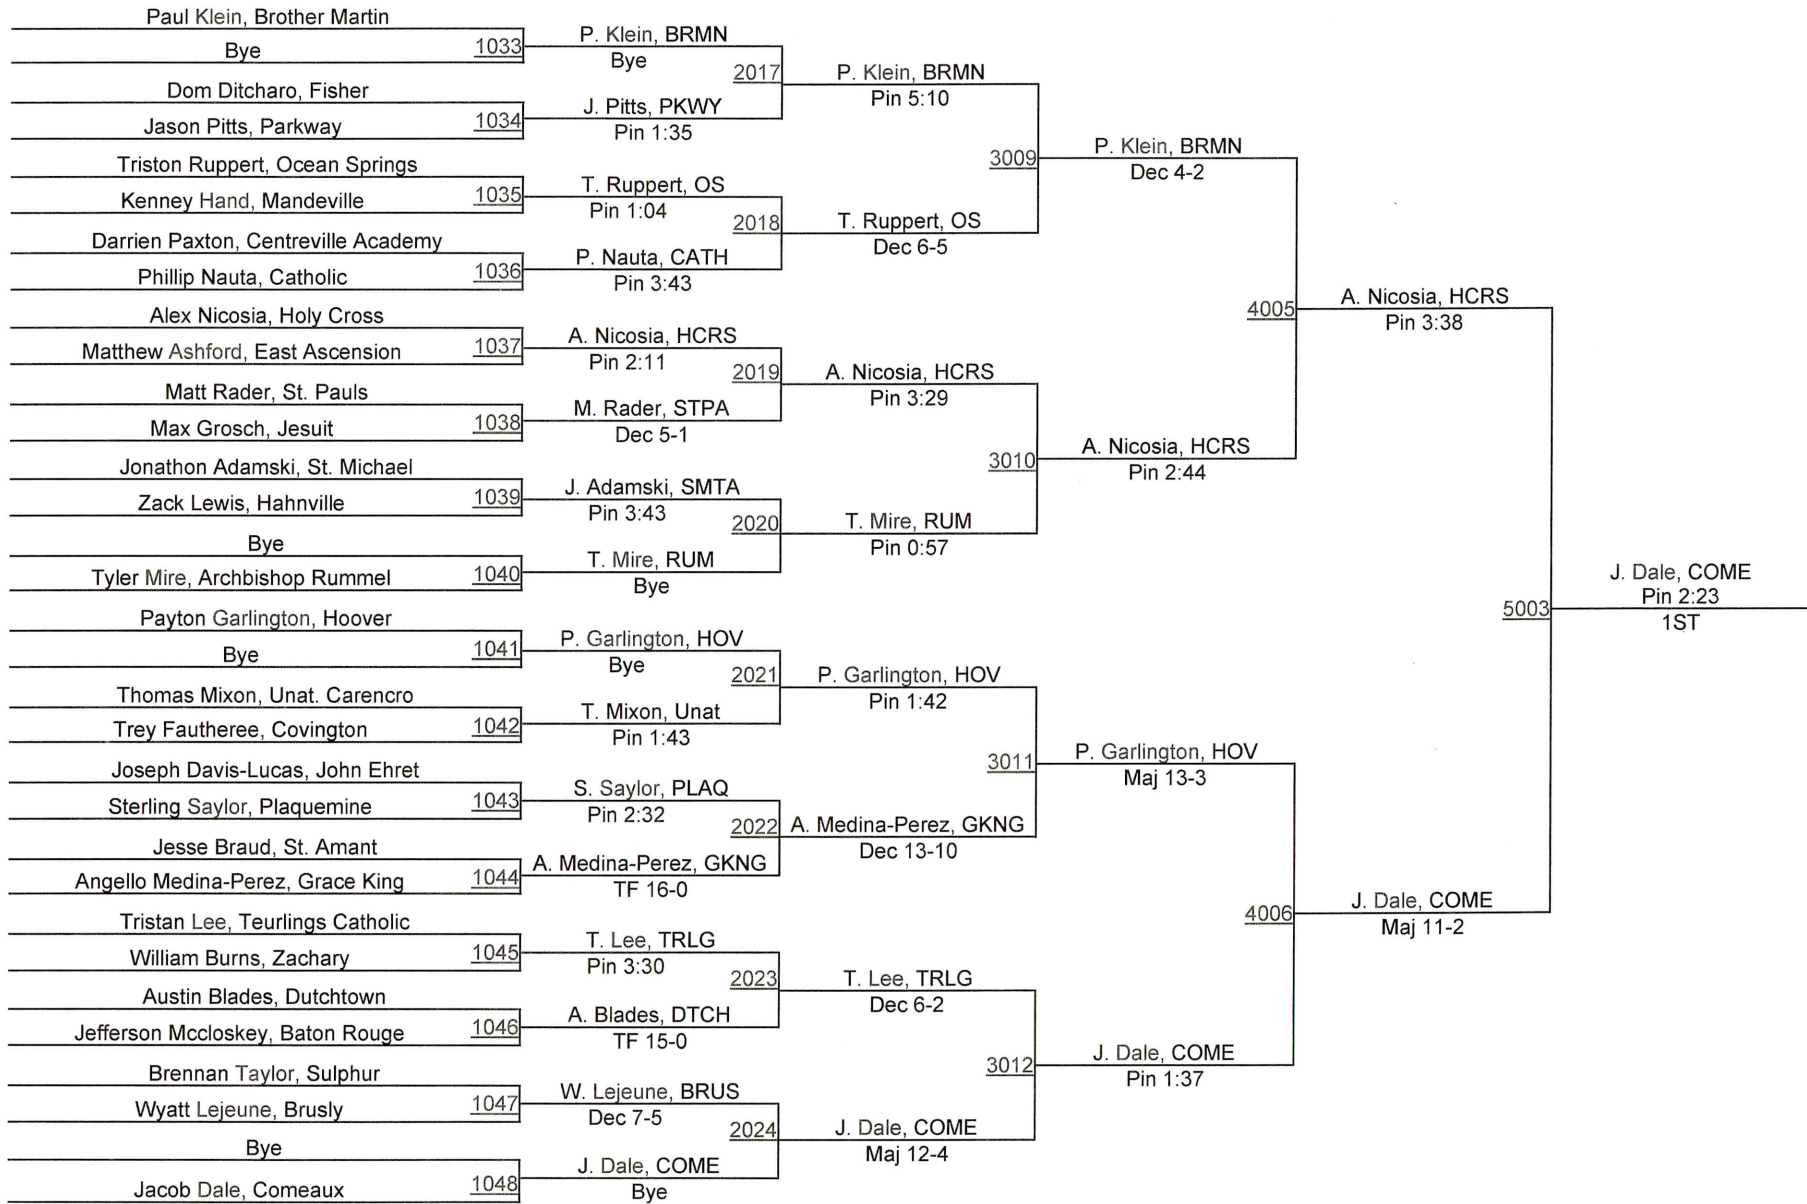 Paul Klein, Brother Martin
Bye
1033
Dom Ditcharo, Fisher
Jason Pitts, Parkway
1034
Triston Ruppert, Ocean Springs
Kenney Hand, Mandeville
1035
Darrien Paxton, Centreville Academy
Phillip Nauta, Catholic
1036
Alex Nicosia, Holy Cross
Matthew Ashford, East Ascension
1037
Matt Rader, St. Pauls
Max Grosch, Jesuit
1038
Jonathon Adamski, St. Michael
Zack Lewis, Hahnville
1039
Bye
Tyler Mire, Archbishop Rummel
1040
Payton Garlington, Hoover
Bye
1041
Thomas Mixon, Unat. Carencro
Trey Fautheree, Covington
1042
Joseph Davis-Lucas, John Ehret
Sterling Saylor, Plaquemine
1043
Jesse Braud, St. Amant
Angello Medina-Perez, Grace King
1044
Tristan Lee, Teurlings Catholic
William Burns, Zachary
1045
Austin Blades, Dutchtown
Jefferson Mccloskey, Baton Rouge
1046
Brennan Taylor, Sulphur
Wyatt Lejeune, Brusly
1047
Bye
Jacob Dale, Comeaux
1048
P. Klein, BRMN
Bye
2017
J. Pitts, PKWY
Pin 1:35
T. Ruppert, OS
Pin 1:04
2018
P. Nauta, CATH
Pin 3:43
A. Nicosia, HCRS
Pin 2:11
2019
M. Rader, STPA
Dec 5-1
J. Adamski, SMTA
Pin 3:43
2020
T. Mire, RUM
Bye
P. Garlington, HOV
Bye
2021
T. Mixon, Unat
Pin 1:43
S. Saylor, PLAQ
Pin 2:32
2022
A. Medina-Perez, GKNG
TF 16-0
T. Lee, TRLG
Pin 3:30
2023
A. Blades, DTCH
TF 15-0
W. Lejeune, BRUS
Dec 7-5
2024
J. Dale, COME
Bye
P. Klein, BRMN
Pin 5:10
3009
T. Ruppert, OS
Dec 6-5
A. Nicosia, HCRS
Pin 3:29
3010
T. Mire, RUM
Pin 0:57
P. Garlington, HOV
Pin 1:42
3011
A. Medina-Perez, GKNG
Dec 13-10
T. Lee, TRLG
Dec 6-2
3012
J. Dale, COME
Maj 12-4
P. Klein, BRMN
Dec 4-2
4005
A. Nicosia, HCRS
Pin 2:44
P. Garlington, HOV
Maj 13-3
4006
J. Dale, COME
Pin 1:37
A. Nicosia, HCRS
Pin 3:38
5003
J. Dale, COME
Maj 11-2
J. Dale, COME
Pin 2:23
1ST